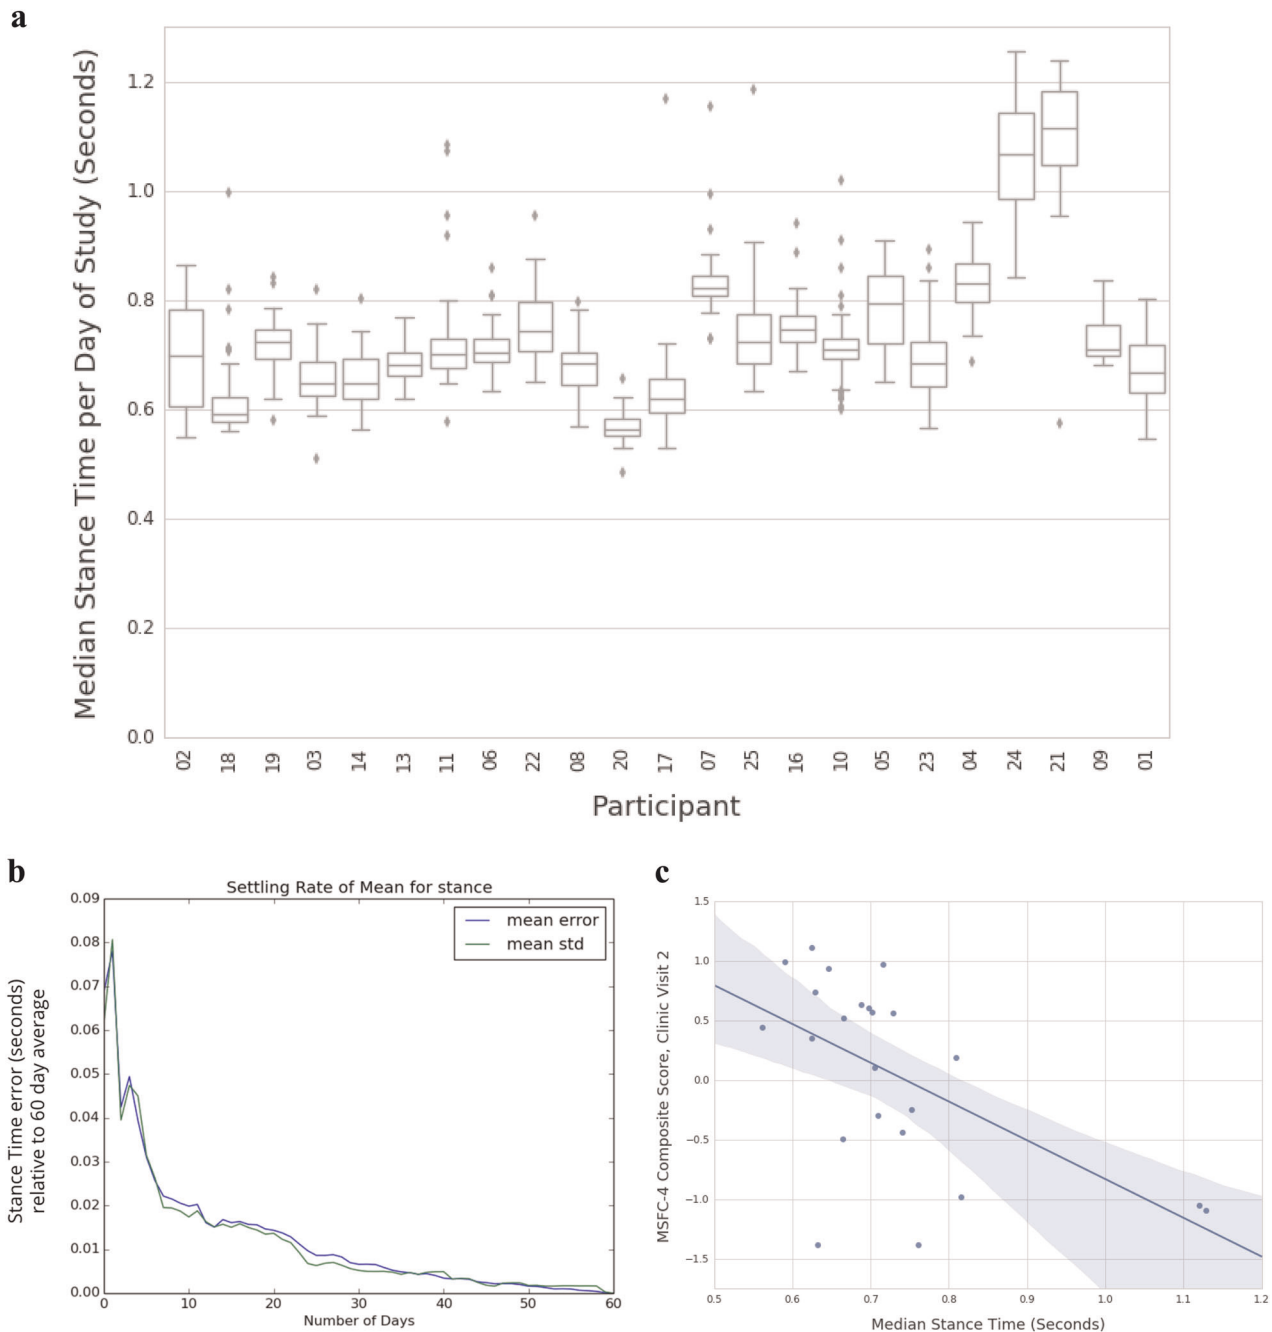 a
Median Stance Time per Day of Study (Seconds)
1.2
1.0
0.8
0.6
0.4
0.2
0.0
02 18 19 03 14 13 11 06 22 08 20 17 07 25 16 10 05 23 04 24 21 09 01
Participant
b
Settling Rate of Mean for stance
Stance Time error (seconds)
relative to 60 day average
0.09
0.08
0.07
0.06
0.05
0.04
0.03
0.02
0.01
0.00
mean error
mean std
0 10 20 30 40 50 60
Number of Days
c
MSFC-4 Composite Score, Clinic Visit 2
1.5
1.0
0.5
0.0
−0.5
−1.0
−1.5
0.5 0.6 0.7 0.8 0.9 1.0 1.1 1.2
Median Stance Time (Seconds)